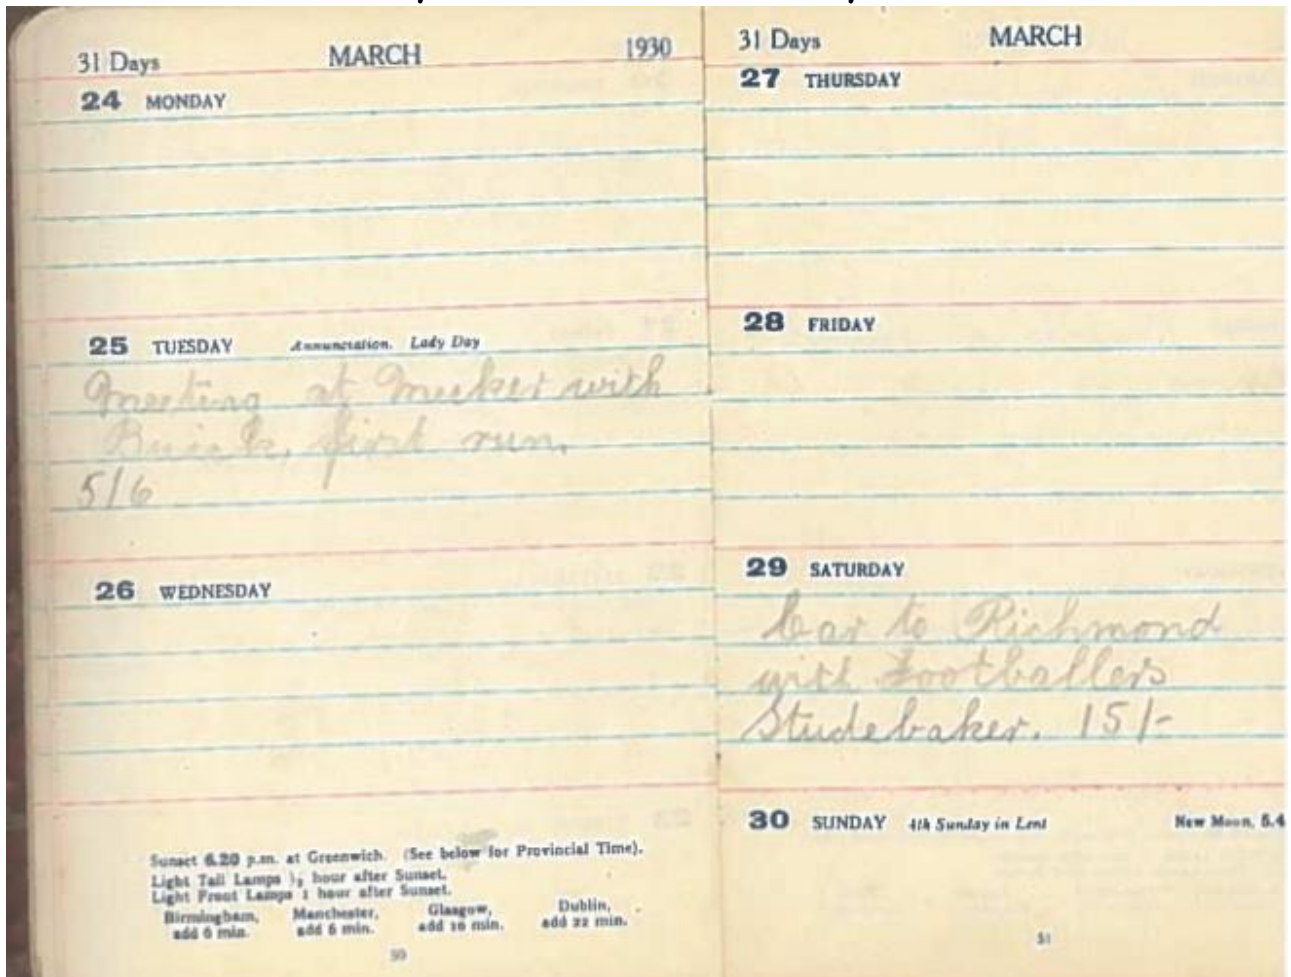 31 Days MARCH 1930
24 MONDAY
25 TUESDAY Annunciation. Lady Day
Meeting at Meeker with
Buick, first run.
5/6
26 WEDNESDAY
Sunset 6.20 p.m. at Greenwich. (See below for Provincial Time).
Light Tail Lamps ½ hour after Sunset.
Light Front Lamps 1 hour after Sunset.
Birmingham, Manchester, Glasgow, Dublin,
add 6 min. add 6 min. add 16 min. add 22 min.
50
31 Days MARCH
27 THURSDAY
28 FRIDAY
29 SATURDAY
Car to Richmond
with Footballers
Studebaker. 15/-
30 SUNDAY 4th Sunday in Lent New Moon, 5.4
51